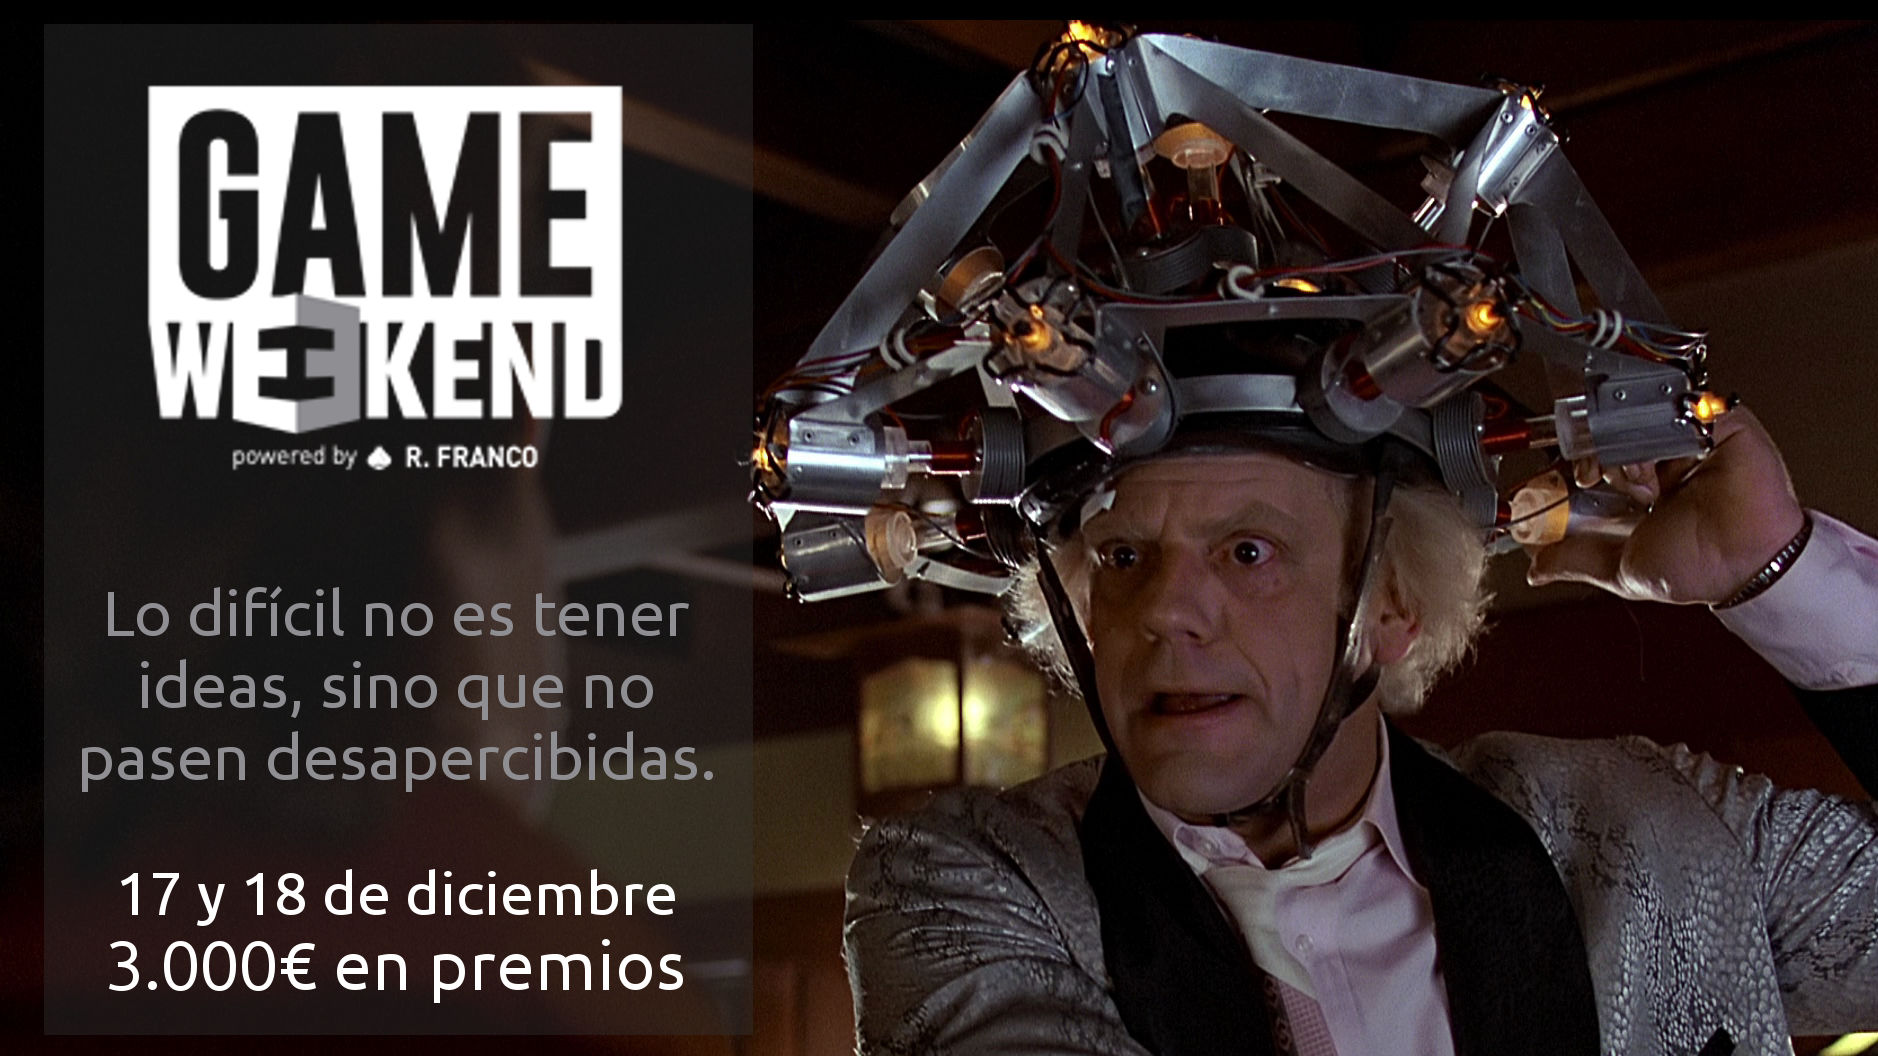 GAME
WEEKEND
powered by R. FRANCO
Lo difícil no es tener
ideas, sino que no
pasen desapercibidas.
17 y 18 de diciembre
3.000€ en premios